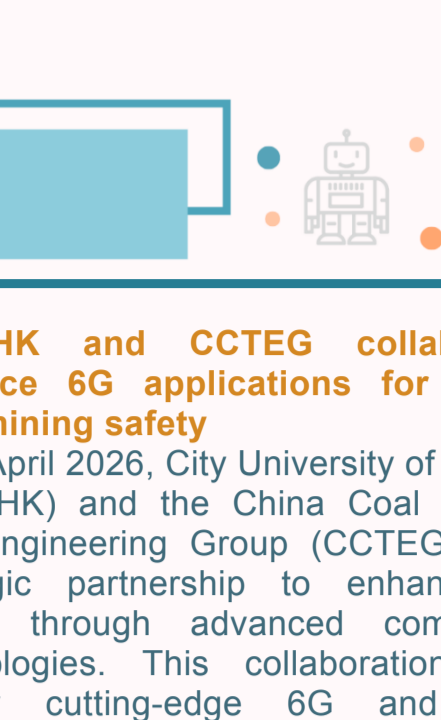 HK and CCTEG colla
ce 6G applications for
ining safety
April 2026, City University of
HK) and the China Coal
ngineering Group (CCTEG
gic partnership to enhan
through advanced com
ologies. This collaboration
cutting-edge 6G and